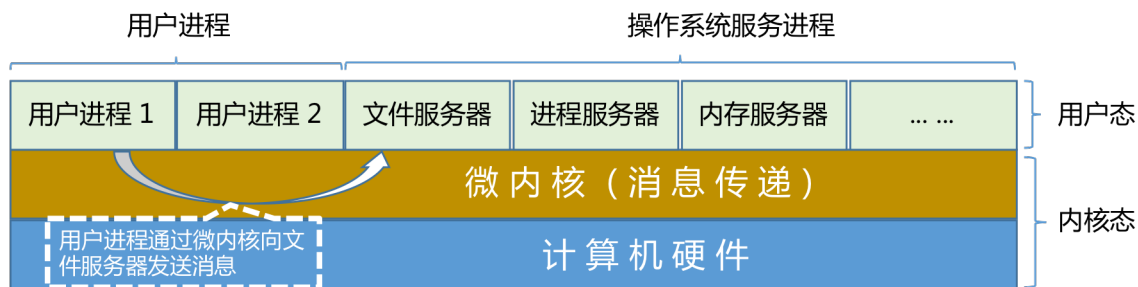 用户进程
操作系统服务进程
用户进程 1
用户进程 2
文件服务器
进程服务器
内存服务器
... ...
用户态
微内核（消息传递）
内核态
用户进程通过微内核向文
件服务器发送消息
计算机硬件